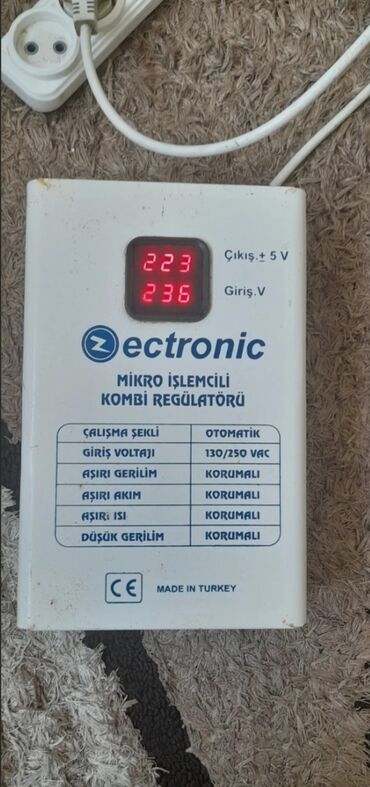 223 Çıkış.± 5 V
236 Giriş.V
Zectronic
MİKRO İŞLEMCİLİ
KOMBİ REGÜLATÖRÜ
ÇALIŞMA ŞEKLİ OTOMATİK
GİRİŞ VOLTAJI 130/250 VAC
AŞIRI GERİLİM KORUMALI
AŞIRI AKIM KORUMALI
AŞIRI ISI KORUMALI
DÜŞÜK GERİLİM KORUMALI
CE MADE IN TURKEY